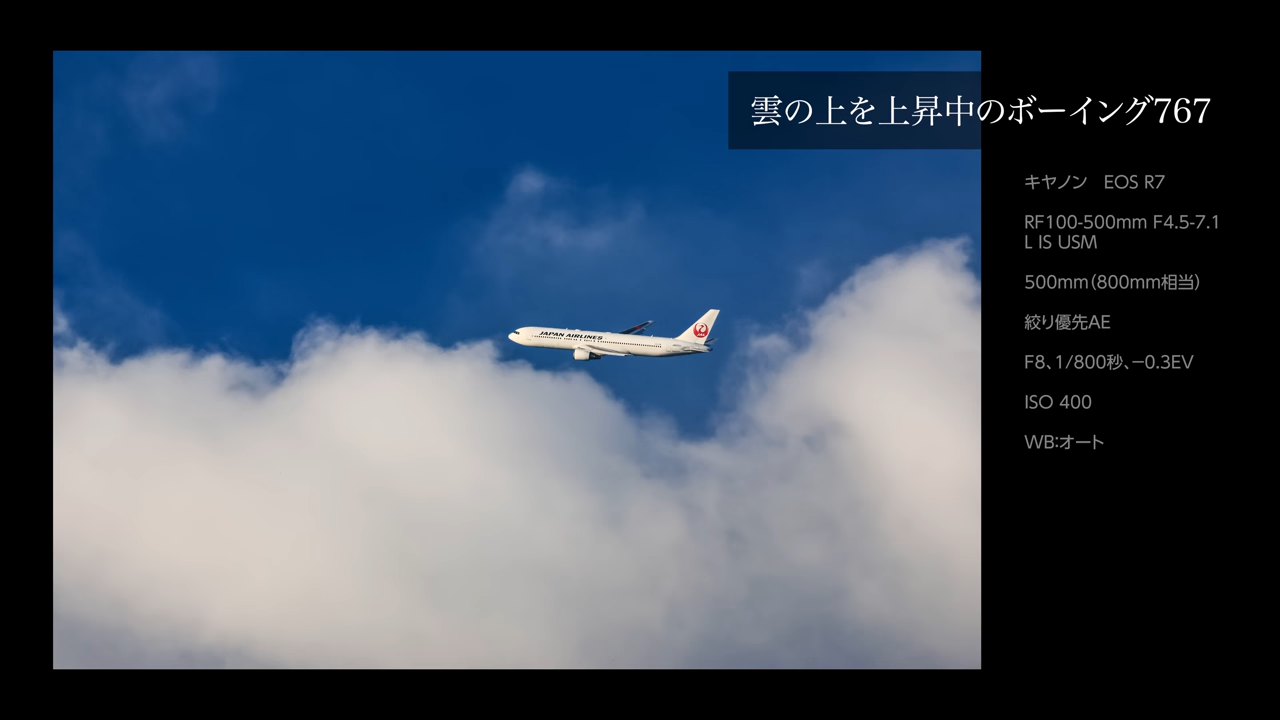 雲の上を上昇中のボーイング767
キヤノン　EOS R7
RF100-500mm F4.5-7.1
L IS USM
500mm(800mm相当)
絞り優先AE
F8、1/800秒、−0.3EV
ISO 400
WB:オート
JAPAN AIRLINES